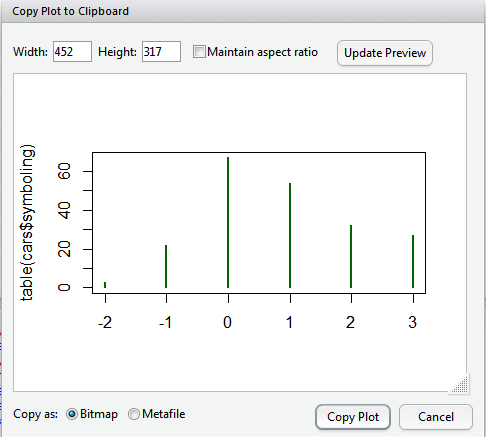 Copy Plot to Clipboard
Width: 452 Height: 317 Maintain aspect ratio Update Preview
table(cars$symboling)
60
40
20
0
-2 -1 0 1 2 3
Copy as: Bitmap Metafile Copy Plot Cancel